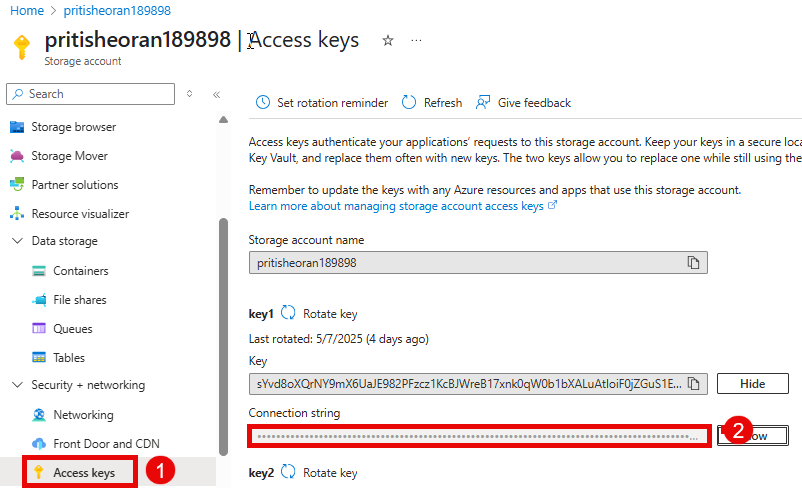 Home > pritisheoran189898
pritisheoran189898 | Access keys
Storage account
Search
Storage browser
Storage Mover
Partner solutions
Resource visualizer
Data storage
Containers
File shares
Queues
Tables
Security + networking
Networking
Front Door and CDN
Access keys
1
Set rotation reminder
Refresh
Give feedback
Access keys authenticate your applications' requests to this storage account. Keep your keys in a secure loca
Key Vault, and replace them often with new keys. The two keys allow you to replace one while still using the
Remember to update the keys with any Azure resources and apps that use this storage account.
Learn more about managing storage account access keys
Storage account name
pritisheoran189898
key1
Rotate key
Last rotated: 5/7/2025 (4 days ago)
Key
sYvd8oXQrNY9mX6UaJE982PFzcz1KcBJWreB17xnk0qW0b1bXALuAtIoiF0jZGuS1E...
Hide
Connection string
2
key2
Rotate key